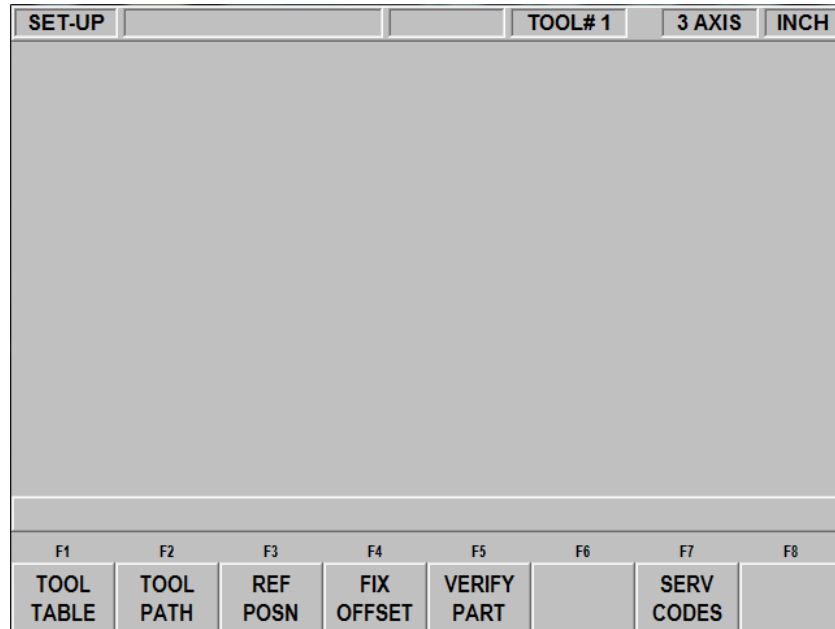 SET-UP TOOL# 1 3 AXIS INCH
F1 F2 F3 F4 F5 F6 F7 F8
TOOL TOOL REF FIX VERIFY SERV
TABLE PATH POSN OFFSET PART CODES